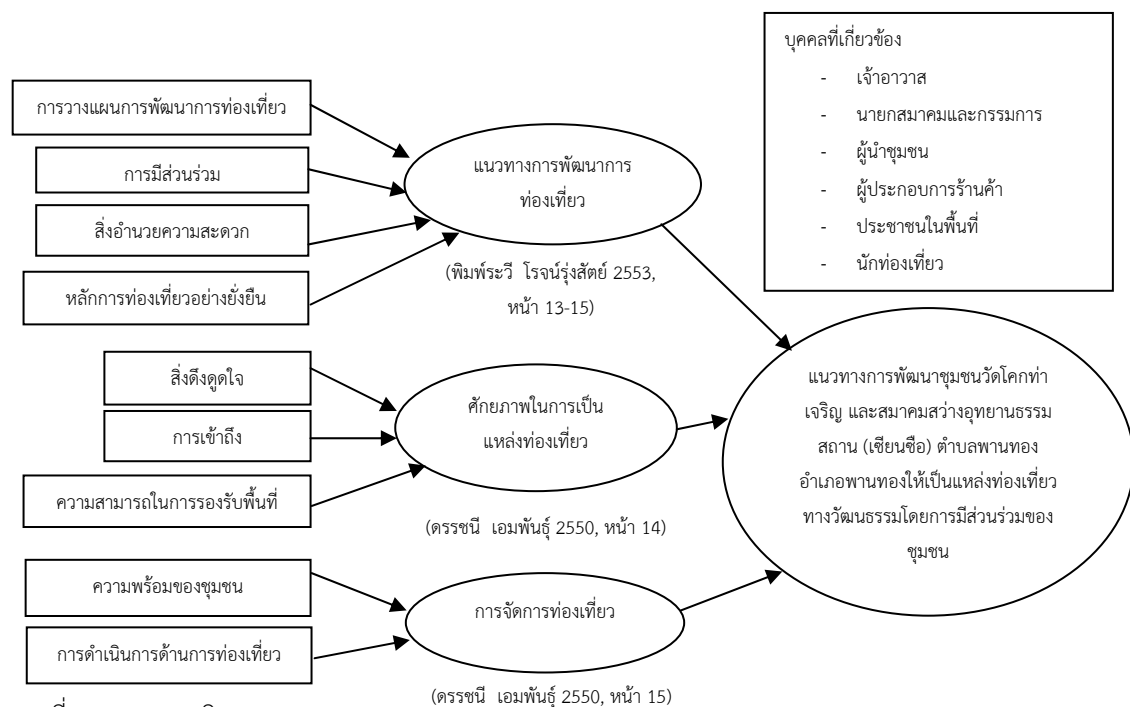 บุคคลที่เกี่ยวข้อง
- เจ้าอาวาส
- นายกสมาคมและกรรมการ
- ผู้นำชุมชน
- ผู้ประกอบการร้านค้า
- ประชาชนในพื้นที่
- นักท่องเที่ยว
การวางแผนการพัฒนาการท่องเที่ยว
การมีส่วนร่วม
สิ่งอำนวยความสะดวก
หลักการท่องเที่ยวอย่างยั่งยืน
แนวทางการพัฒนาการ
ท่องเที่ยว
(พิมพ์ระวี โรจน์รุ่งสัตย์ 2553,
หน้า 13-15)
สิ่งดึงดูดใจ
การเข้าถึง
ความสามารถในการรองรับพื้นที่
ศักยภาพในการเป็น
แหล่งท่องเที่ยว
(ดรรชนี เอมพันธุ์ 2550, หน้า 14)
ความพร้อมของชุมชน
การดำเนินการด้านการท่องเที่ยว
การจัดการท่องเที่ยว
(ดรรชนี เอมพันธุ์ 2550, หน้า 15)
แนวทางการพัฒนาชุมชนวัดโคกท่า
เจริญ และสมาคมสว่างอุทยานธรรม
สถาน (เซียนซือ) ตำบลพานทอง
อำเภอพานทองให้เป็นแหล่งท่องเที่ยว
ทางวัฒนธรรมโดยการมีส่วนร่วมของ
ชุมชน